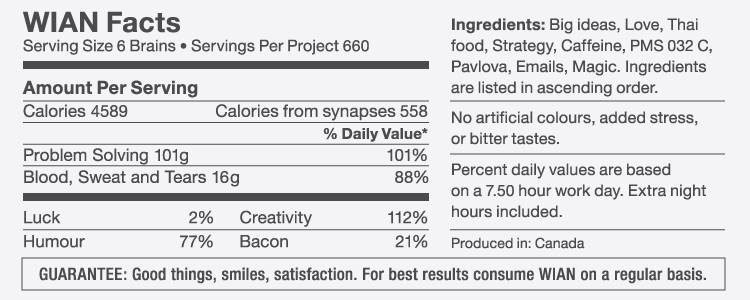 WIAN Facts
Serving Size 6 Brains • Servings Per Project 660
Amount Per Serving
Calories 4589 Calories from synapses 558
% Daily Value*
Problem Solving 101g 101%
Blood, Sweat and Tears 16g 88%
Luck 2% Creativity 112%
Humour 77% Bacon 21%
Ingredients: Big ideas, Love, Thai
food, Strategy, Caffeine, PMS 032 C,
Pavlova, Emails, Magic. Ingredients
are listed in ascending order.
No artificial colours, added stress,
or bitter tastes.
Percent daily values are based
on a 7.50 hour work day. Extra night
hours included.
Produced in: Canada
GUARANTEE: Good things, smiles, satisfaction. For best results consume WIAN on a regular basis.